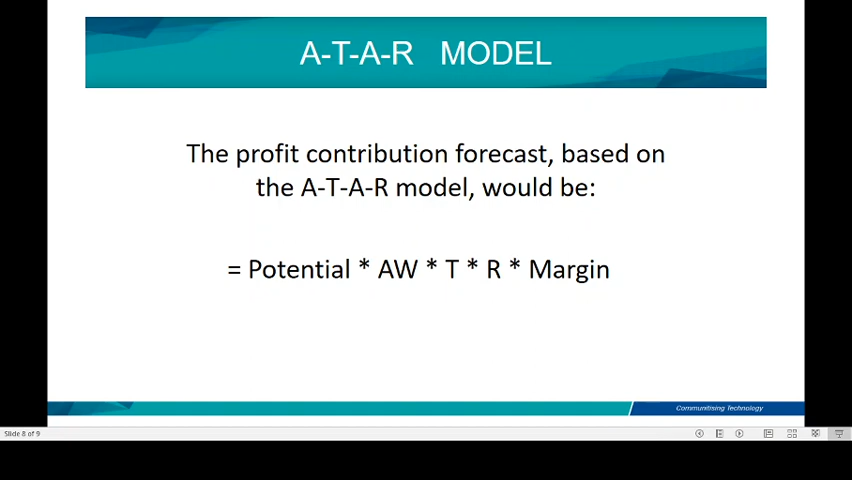 A-T-A-R MODEL
The profit contribution forecast, based on
the A-T-A-R model, would be:
= Potential * AW * T * R * Margin
Communitising Technology
Slide 8 of 9